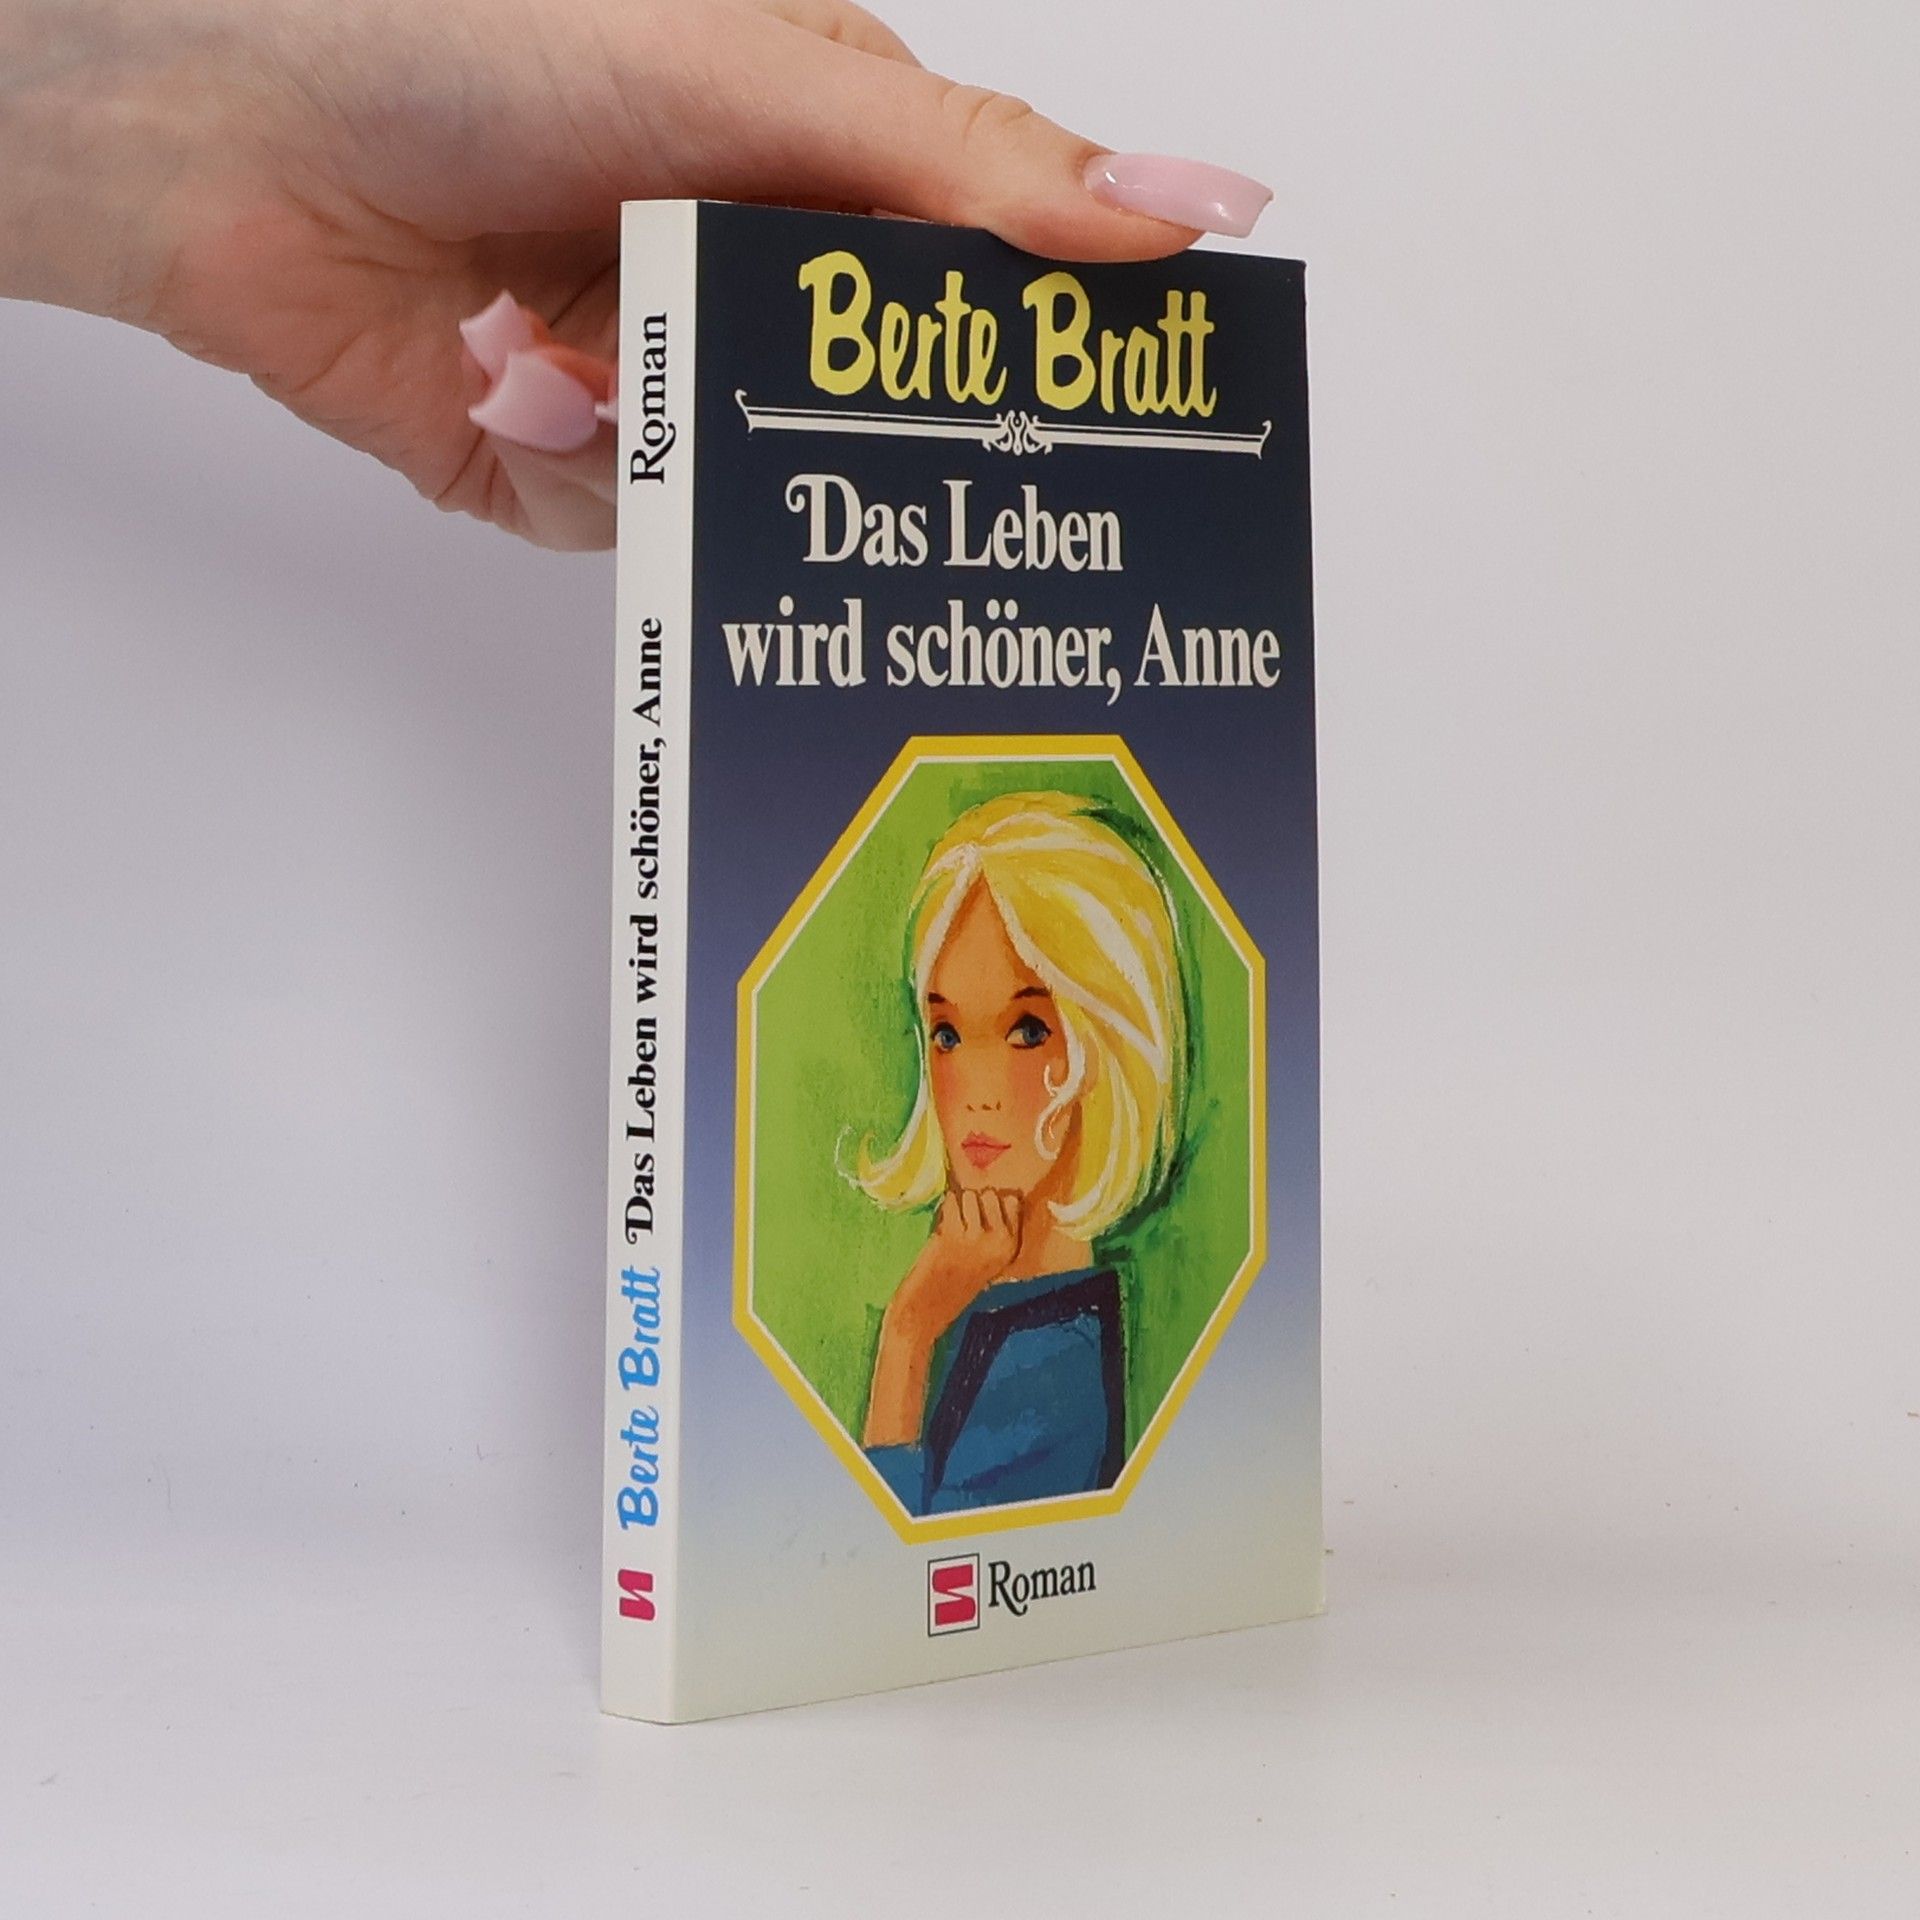 Berte Bratt
Das Leben
wird schöner, Anne
Roman
Berte Bratt Das Leben wird schöner, Anne Roman